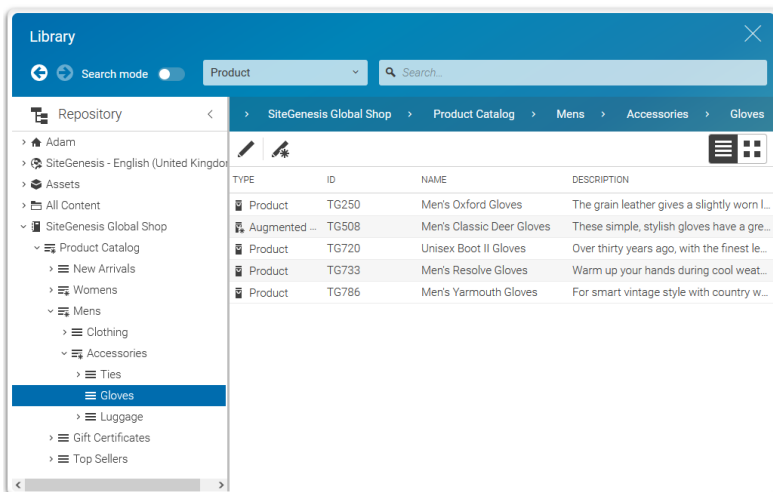 Library
Search mode
Product
Search...
Repository
SiteGenesis Global Shop > Product Catalog > Mens > Accessories > Gloves
Adam
SiteGenesis - English (United Kingdor
Assets
All Content
SiteGenesis Global Shop
Product Catalog
New Arrivals
Womens
Mens
Clothing
Accessories
Ties
Gloves
Luggage
Gift Certificates
Top Sellers
TYPE ID NAME DESCRIPTION
Product TG250 Men's Oxford Gloves The grain leather gives a slightly worn l...
Augmented ... TG508 Men's Classic Deer Gloves These simple, stylish gloves have a gre...
Product TG720 Unisex Boot II Gloves Over thirty years ago, with the finest le...
Product TG733 Men's Resolve Gloves Warm up your hands during cool weat...
Product TG786 Men's Yarmouth Gloves For smart vintage style with country w...